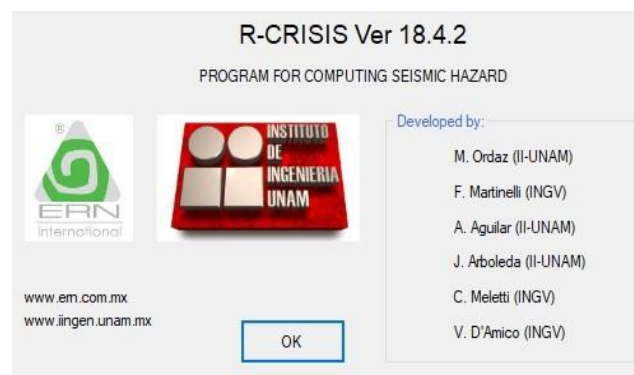 R-CRISIS Ver 18.4.2
PROGRAM FOR COMPUTING SEISMIC HAZARD
®
ERN
international
INSTITUTO
DE
INGENIERIA
UNAM
www.ern.com.mx
www.iingen.unam.mx
OK
Developed by:
M. Ordaz (II-UNAM)
F. Martinelli (INGV)
A. Aguilar (II-UNAM)
J. Arboleda (II-UNAM)
C. Meletti (INGV)
V. D'Amico (INGV)